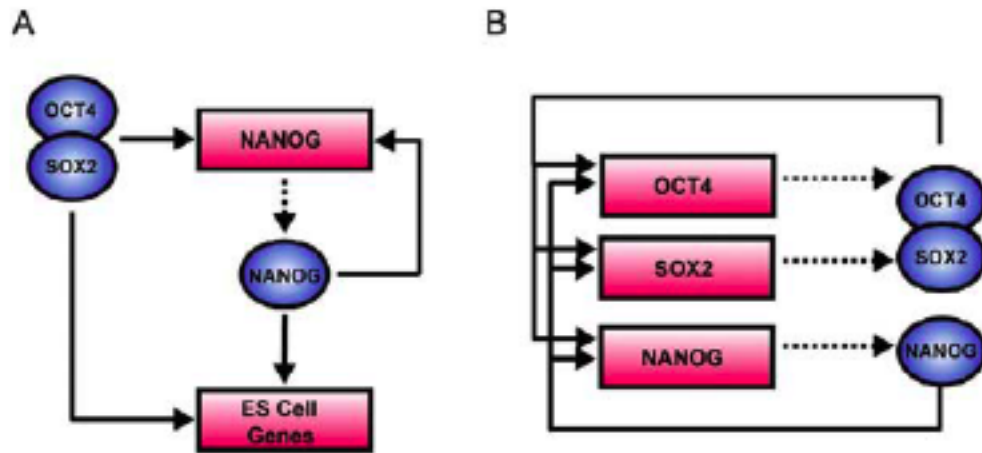 A
B
OCT4
SOX2
NANOG
NANOG
ES Cell
Genes
OCT4
SOX2
NANOG
OCT4
SOX2
NANOG